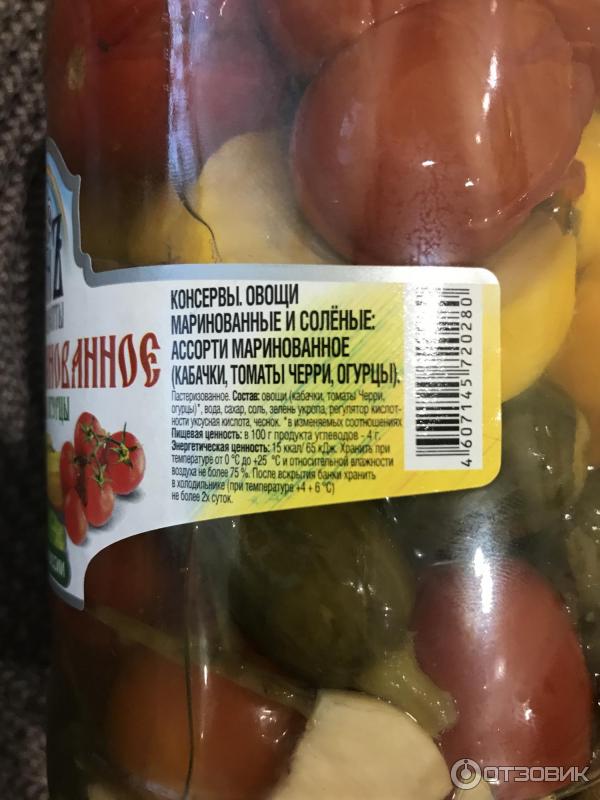 КОНСЕРВЫ. ОВОЩИ
МАРИНОВАННЫЕ И СОЛЁНЫЕ:
АССОРТИ МАРИНОВАННОЕ
(КАБАЧКИ, ТОМАТЫ ЧЕРРИ, ОГУРЦЫ).
Пастеризованное. Состав: овощи (кабачки, томаты Черри,
огурцы)*, вода, сахар, соль, зелень укропа, регулятор кислот-
ности уксусная кислота, чеснок. *в изменяемых соотношениях
Пищевая ценность: в 100 г продукта углеводов - 4 г.
Энергетическая ценность: 15 ккал/ 65 кДж. Хранить при
температуре от 0 °C до +25 °C и относительной влажности
воздуха не более 75 %. После вскрытия банки хранить
в холодильнике (при температуре +4 + 6 °C)
не более 2х суток.
4 607145 720280
ОТЗОВИК